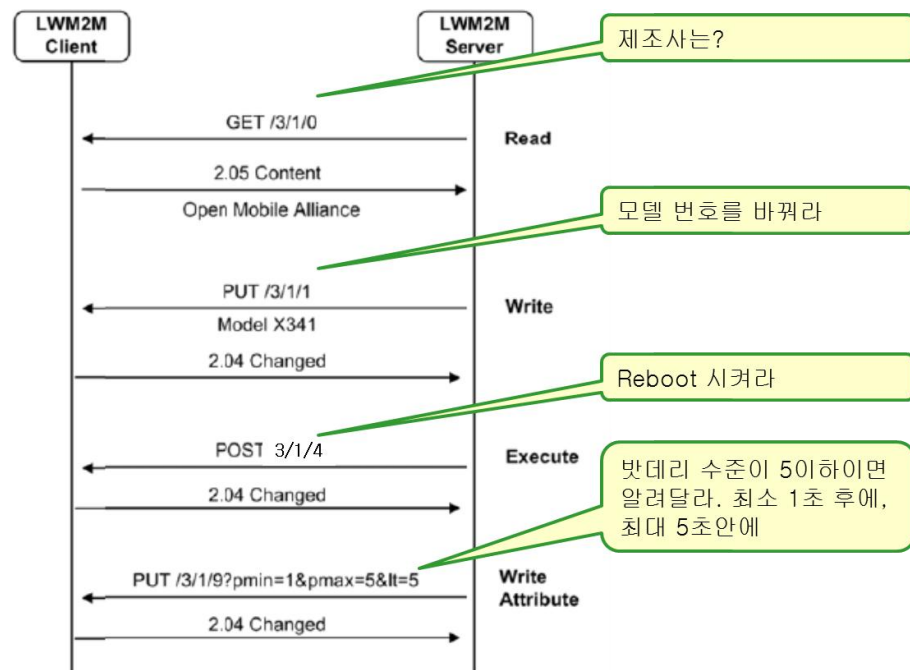 LWM2M
Client
LWM2M
Server
제조사는?
GET /3/1/0
Read
2.05 Content
Open Mobile Alliance
모델 번호를 바꿔라
PUT /3/1/1
Write
Model X341
2.04 Changed
Reboot 시켜라
POST 3/1/4
Execute
2.04 Changed
밧데리 수준이 5이하이면
알려달라. 최소 1초 후에,
최대 5초안에
PUT /3/1/9?pmin=1&pmax=5&lt=5
Write
Attribute
2.04 Changed